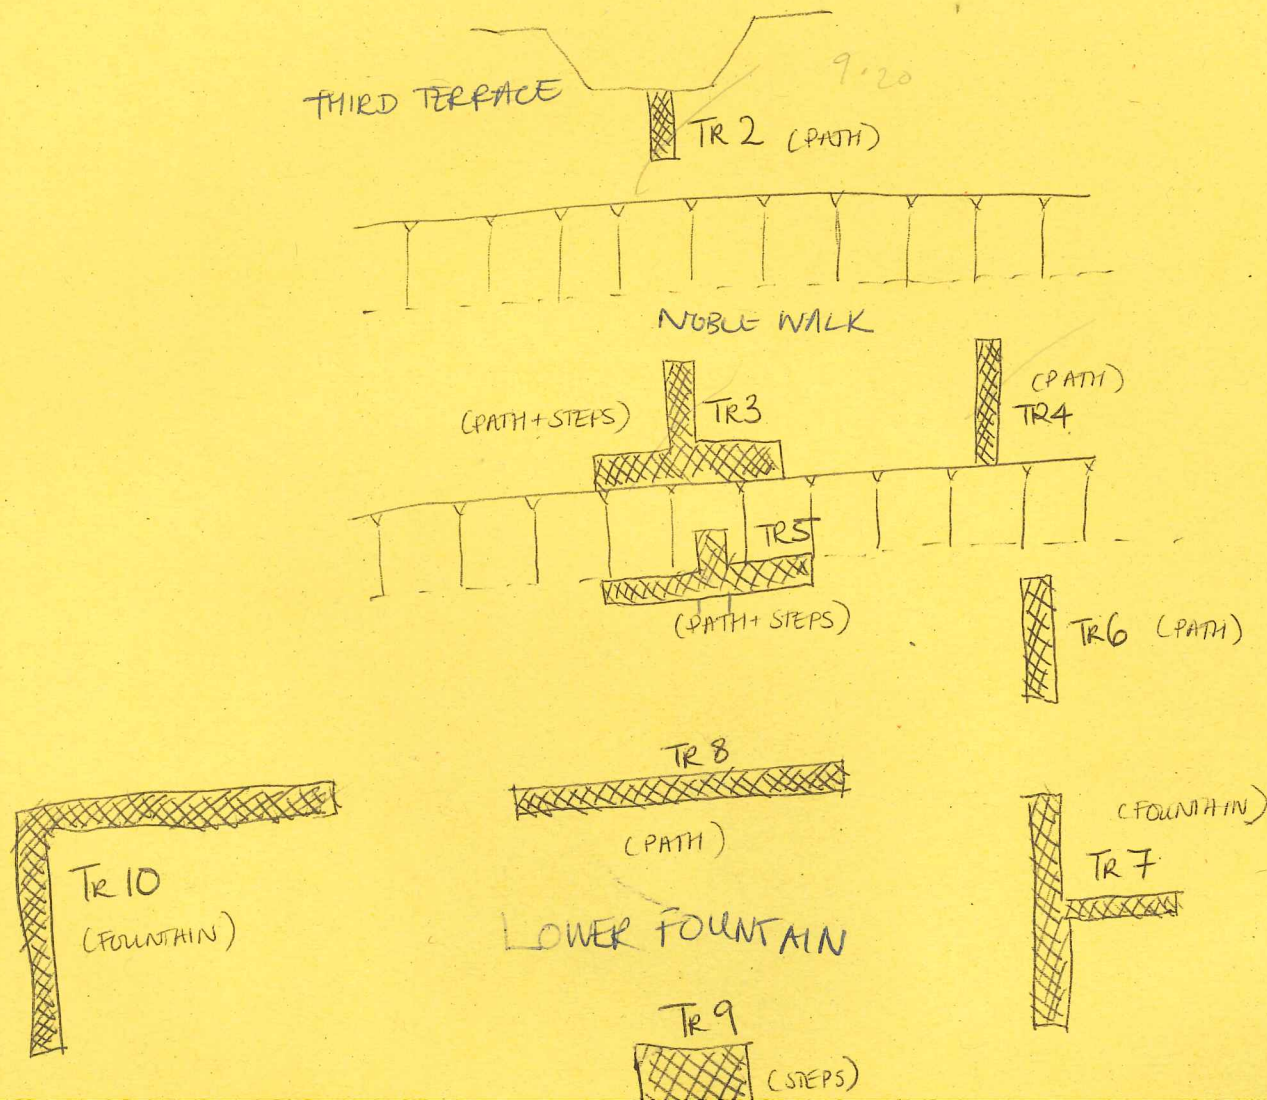 9.20
THIRD TERRACE
TR 2 (PATH)
NOBLE WALK
(PATH)
TR4
(PATH+STEPS) TR3
TR5
(PATH+STEPS)
TR6 (PATH)
TR 8
(PATH)
(FOUNTAIN)
TR 7
TR 10
(FOUNTAIN)
LOWER FOUNTAIN
TR 9
(STEPS)